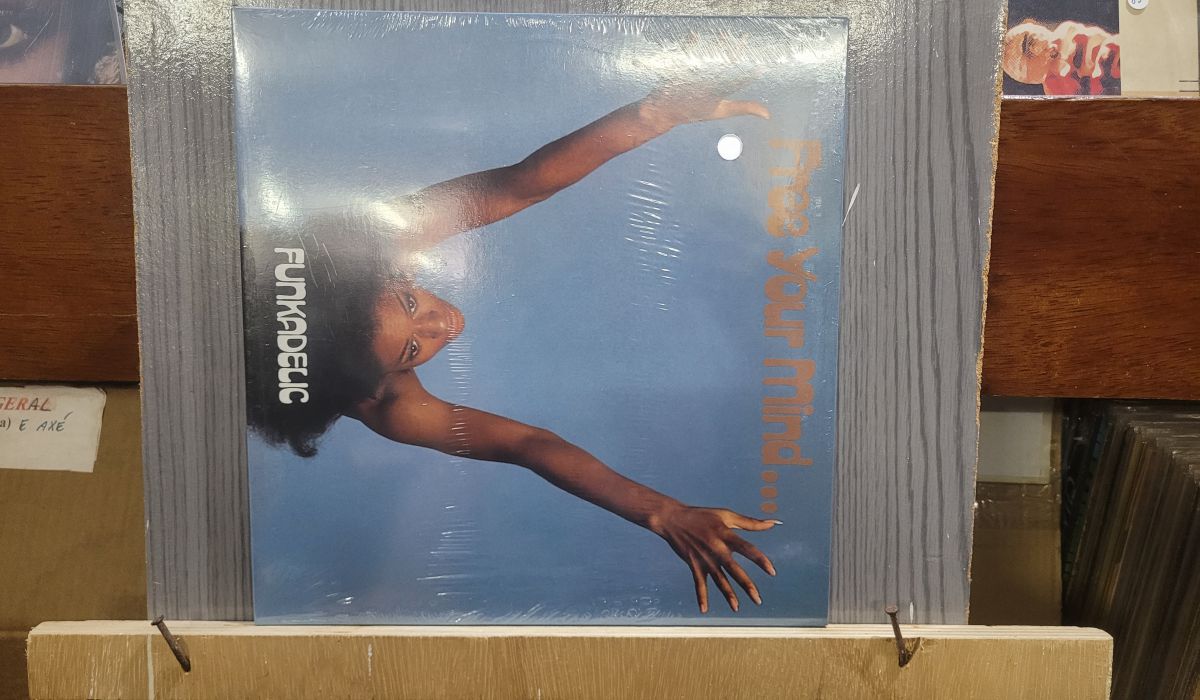 Free Your Mind...
FUNKADELIC
GERAL
a) E AXÉ